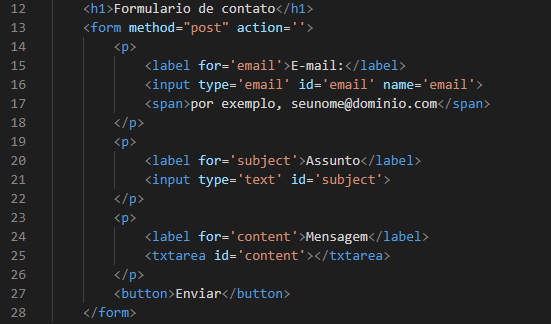 12 <h1>Formulario de contato</h1>
13 <form method="post" action=''>
14 <p>
15 <label for='email'>E-mail:</label>
16 <input type='email' id='email' name='email'>
17 <span>por exemplo, seunome@dominio.com</span>
18 </p>
19 <p>
20 <label for='subject'>Assunto</label>
21 <input type='text' id='subject'>
22 </p>
23 <p>
24 <label for='content'>Mensagem</label>
25 <txtarea id='content'></txtarea>
26 </p>
27 <button>Enviar</button>
28 </form>